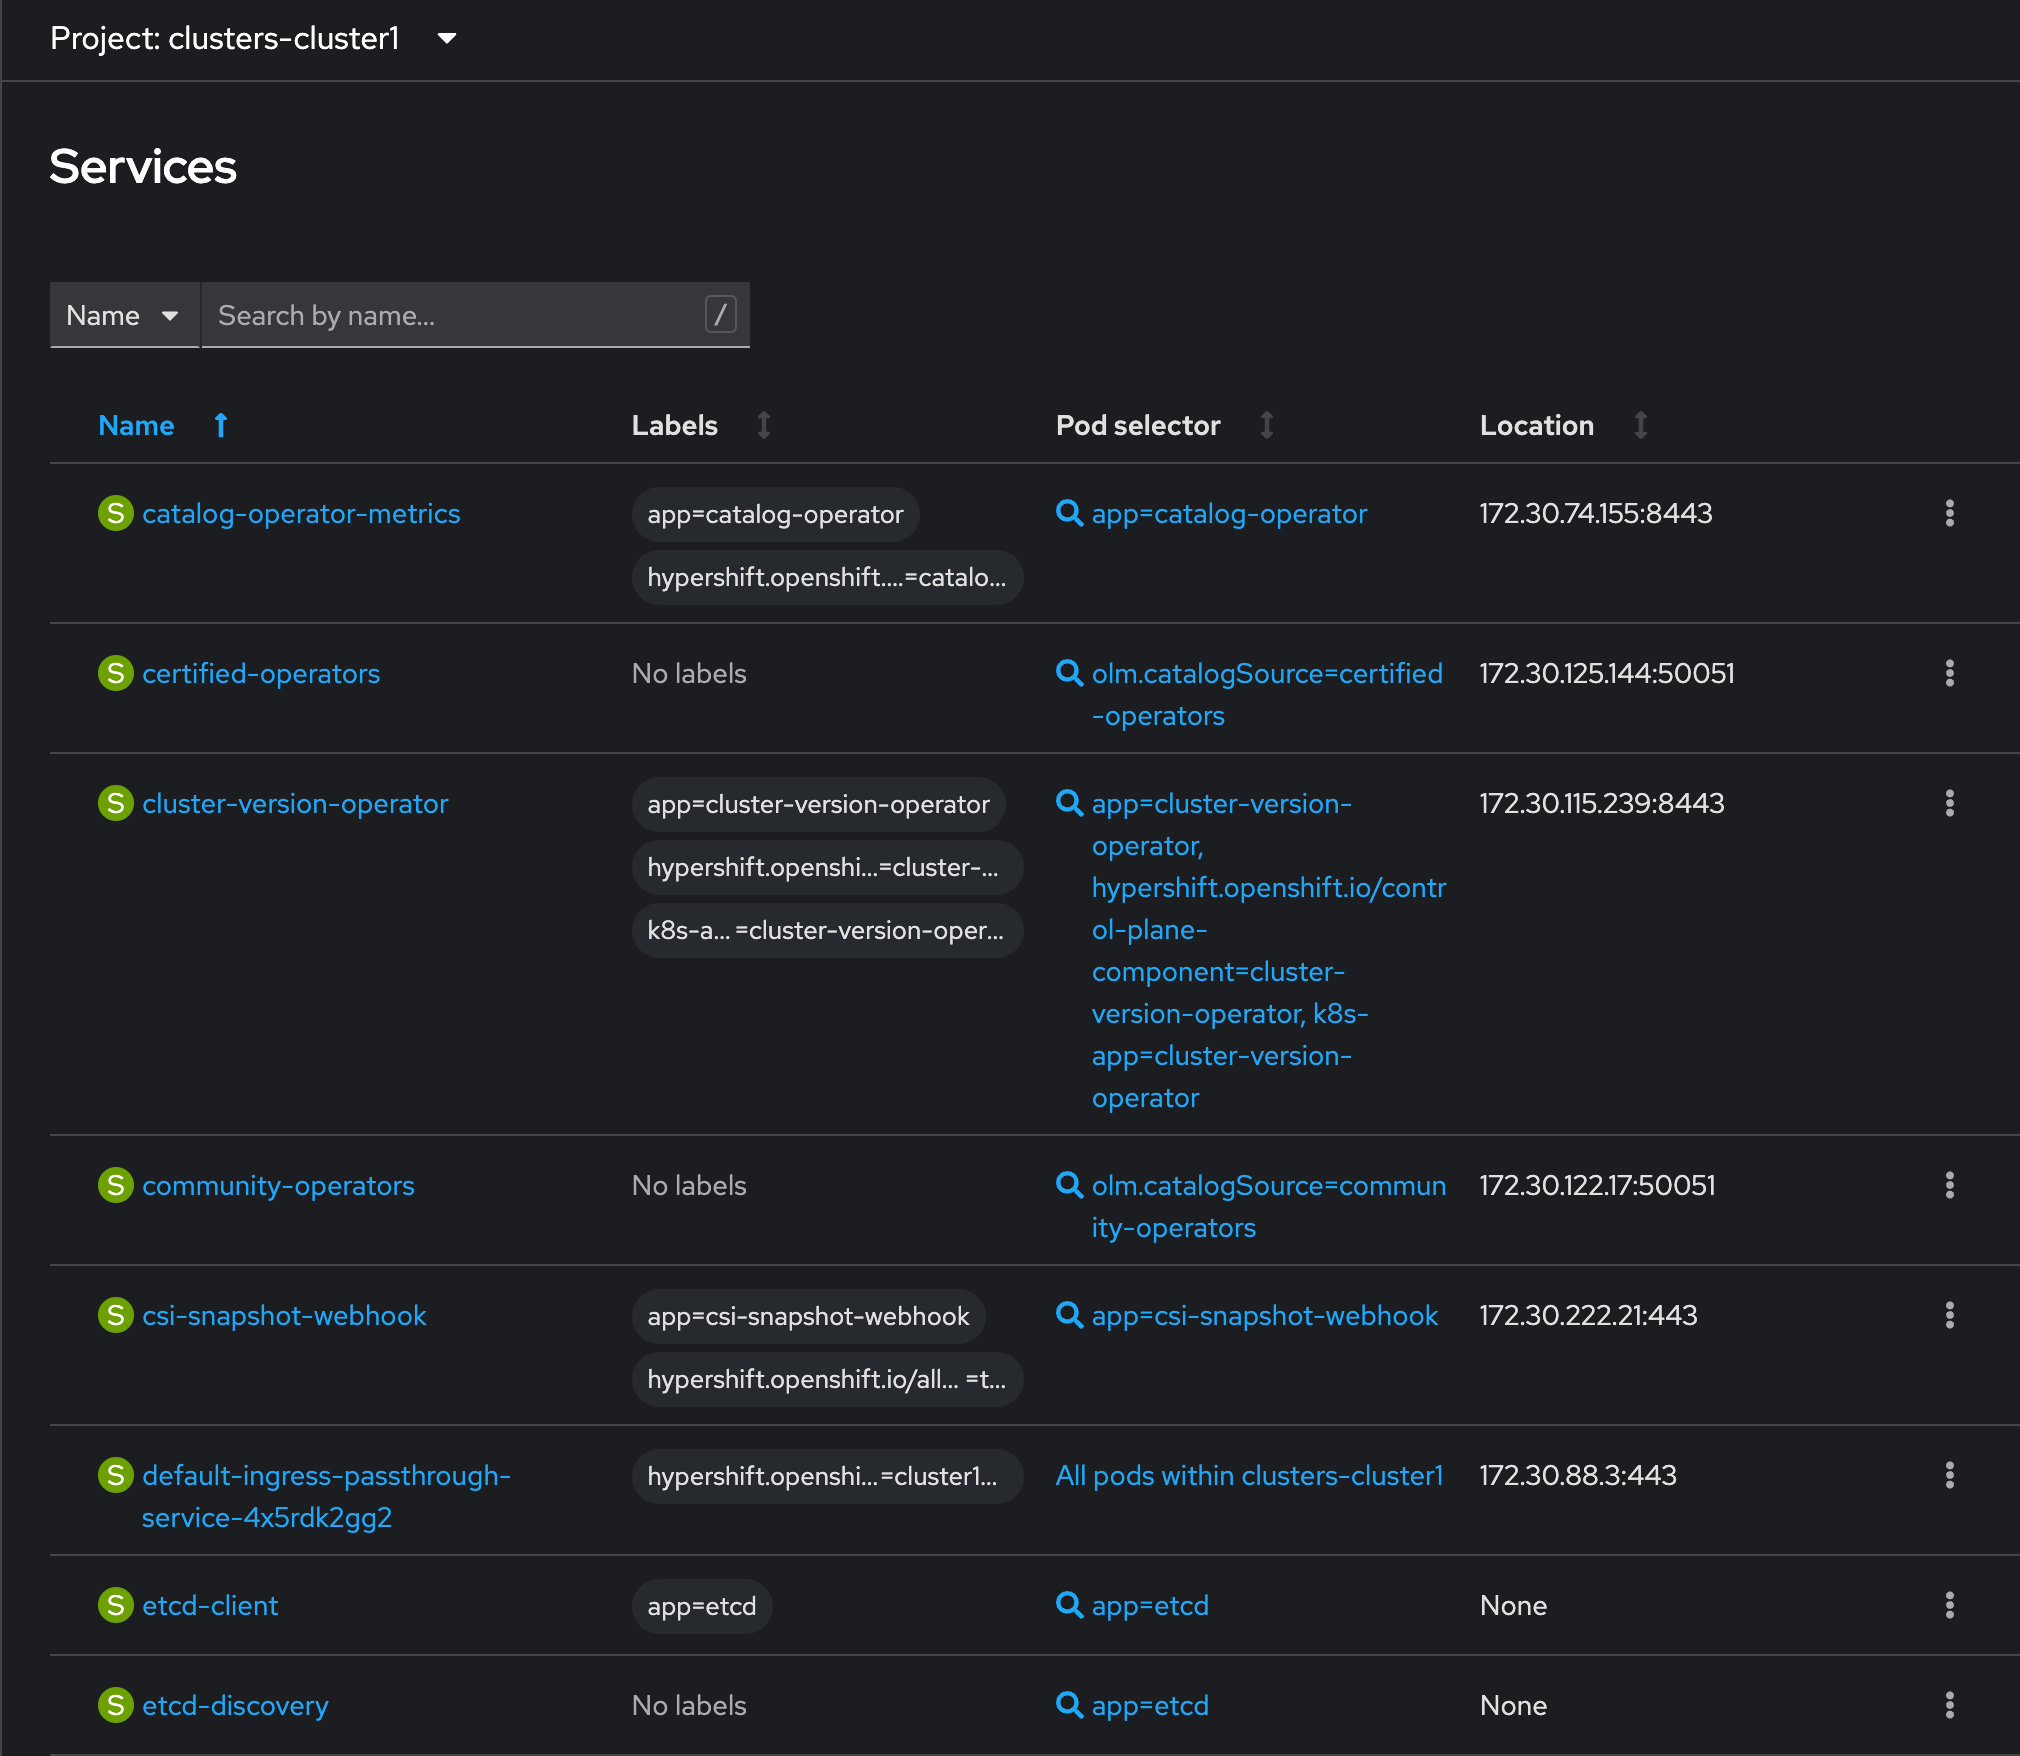 Project: clusters-cluster1
Services
Name Search by name... /
Name Labels Pod selector Location
S catalog-operator-metrics app=catalog-operator app=catalog-operator 172.30.74.155:8443
hypershift.openshift....=catalo...
S certified-operators No labels olm.catalogSource=certified 172.30.125.144:50051
-operators
S cluster-version-operator app=cluster-version-operator app=cluster-version- 172.30.115.239:8443
operator,
hypershift.openshi...=cluster-... hypershift.openshift.io/contr
k8s-a... =cluster-version-oper... ol-plane-
component=cluster-
version-operator, k8s-
app=cluster-version-
operator
S community-operators No labels olm.catalogSource=commun 172.30.122.17:50051
ity-operators
S csi-snapshot-webhook app=csi-snapshot-webhook app=csi-snapshot-webhook 172.30.222.21:443
hypershift.openshift.io/all... =t...
S default-ingress-passthrough- hypershift.openshi...=cluster1... All pods within clusters-cluster1 172.30.88.3:443
service-4x5rdk2gg2
S etcd-client app=etcd app=etcd None
S etcd-discovery No labels app=etcd None